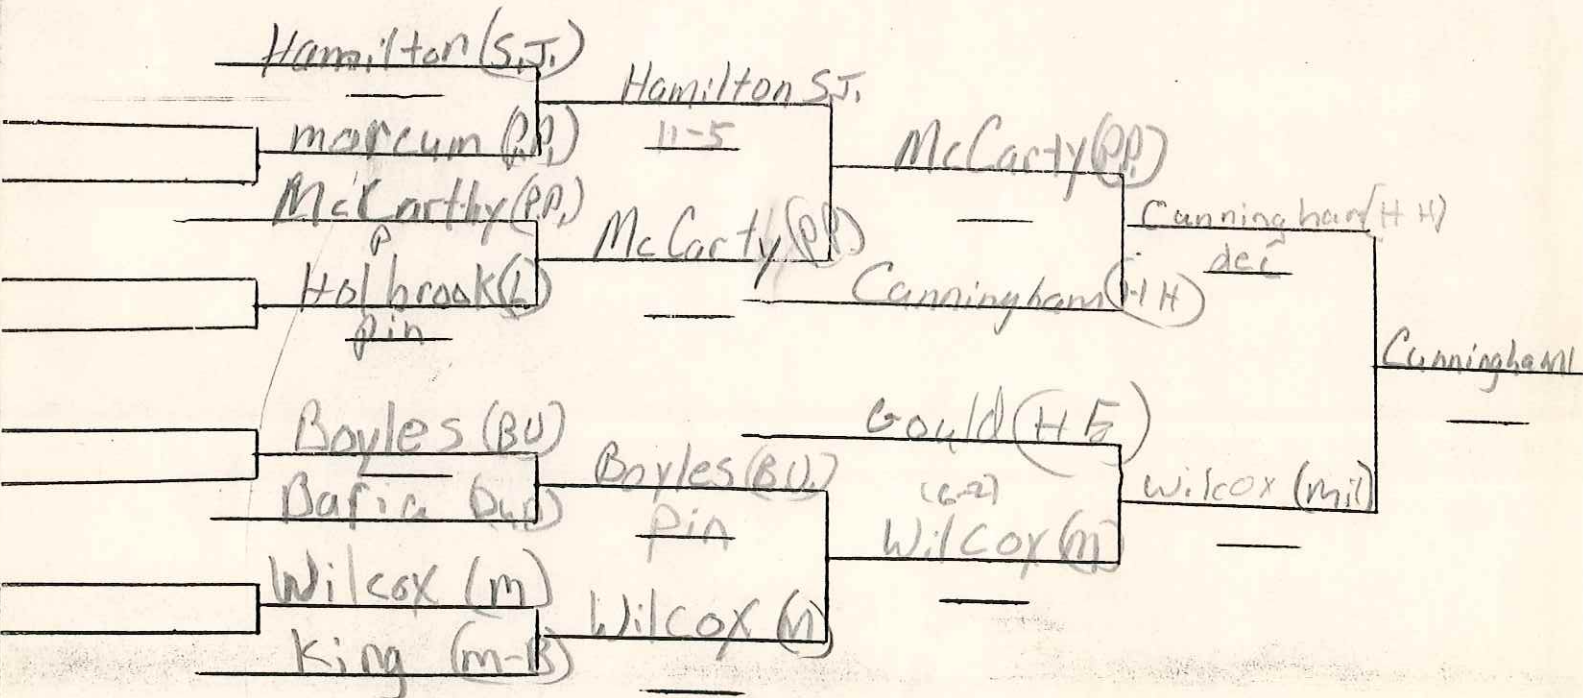 Hamilton (S.J.)
marcum (P.P.)
McCarthy (P.P.)
P
Holbrook (L)
pin
Boyles (BU)
Wilcox (m)
King (m-B)
Hamilton S.J.
11-5
McCarty (P.P.)
Boyles (B.U.)
pin
Wilcox (m)
McCarty (P.P.)
Cunningham (H H)
Gould
(6-2)
Wilcox (m)
Cunningham (H H)
dec
Wilcox (mil)
Cunningham